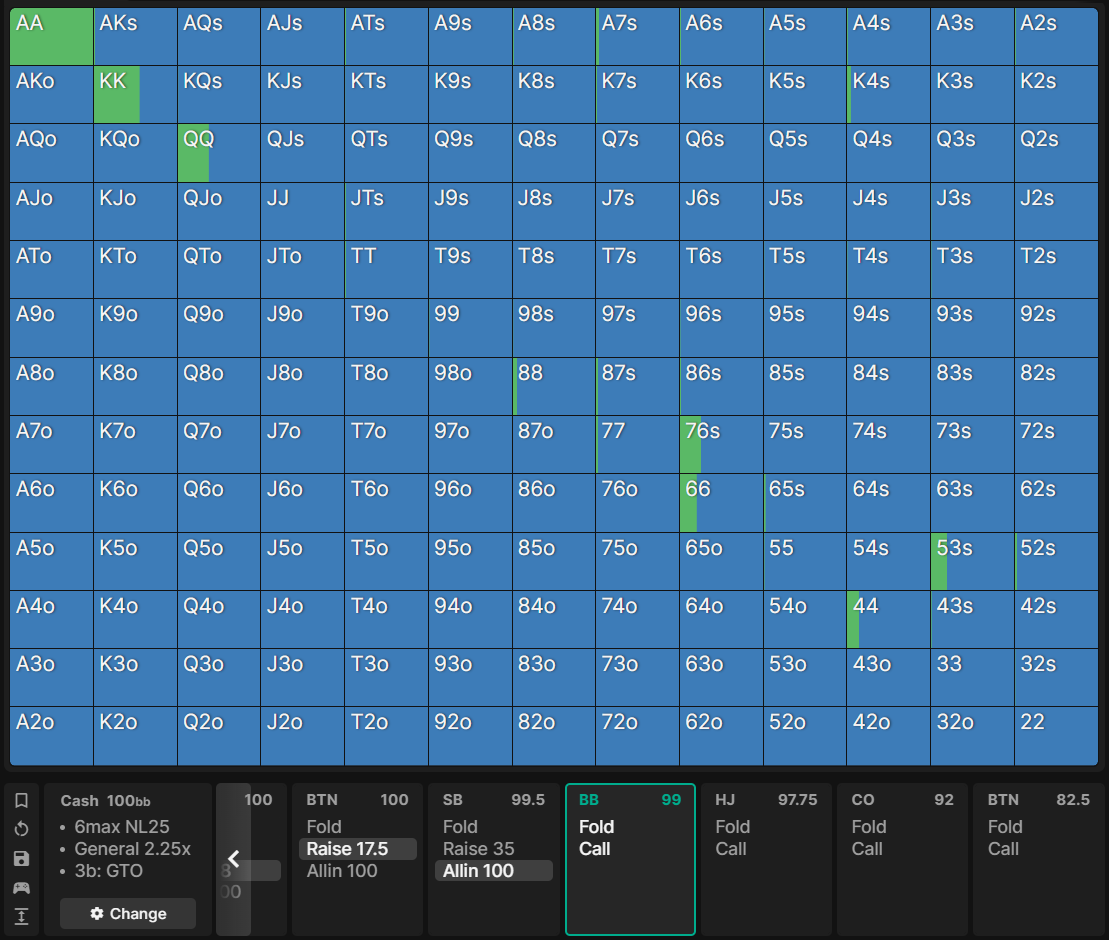 AA AKs AQs AJs ATs A9s A8s A7s A6s A5s A4s A3s A2s
AKo KK KQs KJs KTs K9s K8s K7s K6s K5s K4s K3s K2s
AQo KQo QQ QJs QTs Q9s Q8s Q7s Q6s Q5s Q4s Q3s Q2s
AJo KJo QJo JJ JTs J9s J8s J7s J6s J5s J4s J3s J2s
ATo KTo QTo JTo TT T9s T8s T7s T6s T5s T4s T3s T2s
A9o K9o Q9o J9o T9o 99 98s 97s 96s 95s 94s 93s 92s
A8o K8o Q8o J8o T8o 98o 88 87s 86s 85s 84s 83s 82s
A7o K7o Q7o J7o T7o 97o 87o 77 76s 75s 74s 73s 72s
A6o K6o Q6o J6o T6o 96o 86o 76o 66 65s 64s 63s 62s
A5o K5o Q5o J5o T5o 95o 85o 75o 65o 55 54s 53s 52s
A4o K4o Q4o J4o T4o 94o 84o 74o 64o 54o 44 43s 42s
A3o K3o Q3o J3o T3o 93o 83o 73o 63o 53o 43o 33 32s
A2o K2o Q2o J2o T2o 92o 82o 72o 62o 52o 42o 32o 22
Cash 100bb
• 6max NL25
• General 2.25x
• 3b: GTO
Change
100
8
00
BTN 100
Fold
Raise 17.5
Allin 100
SB 99.5
Fold
Raise 35
Allin 100
BB 99
Fold
Call
HJ 97.75
Fold
Call
CO 92
Fold
Call
BTN 82.5
Fold
Call